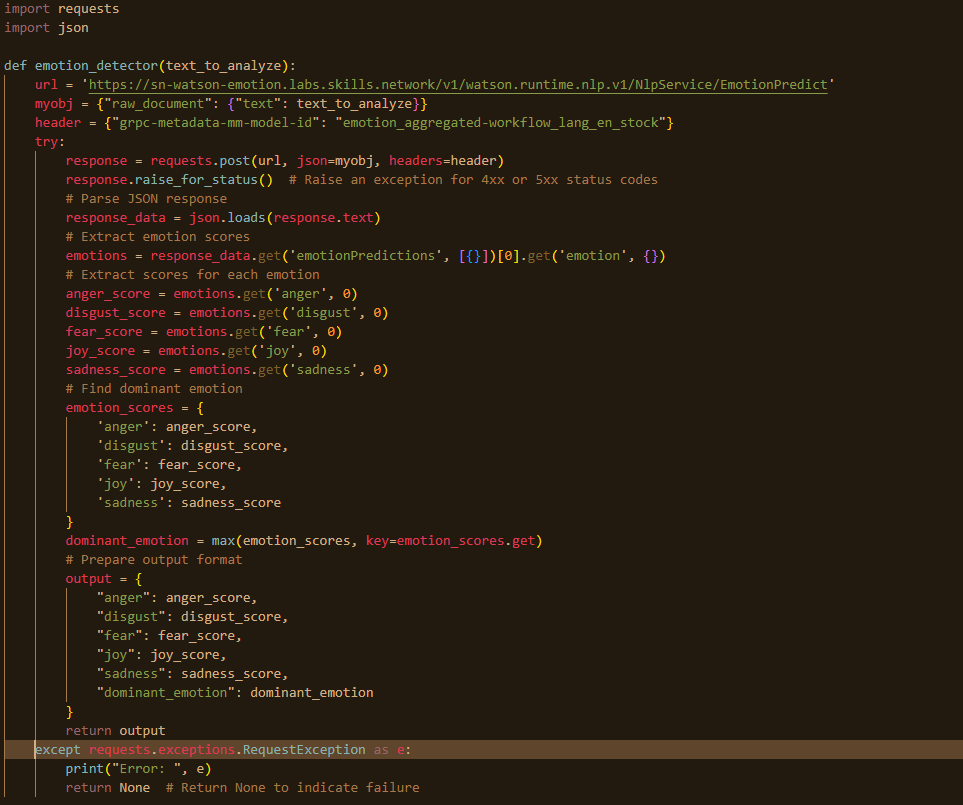 import requests
import json

def emotion_detector(text_to_analyze):
    url = 'https://sn-watson-emotion.labs.skills.network/v1/watson.runtime.nlp.v1/NlpService/EmotionPredict'
    myobj = {"raw_document": {"text": text_to_analyze}}
    header = {"grpc-metadata-mm-model-id": "emotion_aggregated-workflow_lang_en_stock"}
    try:
        response = requests.post(url, json=myobj, headers=header)
        response.raise_for_status()  # Raise an exception for 4xx or 5xx status codes
        # Parse JSON response
        response_data = json.loads(response.text)
        # Extract emotion scores
        emotions = response_data.get('emotionPredictions', [{}])[0].get('emotion', {})
        # Extract scores for each emotion
        anger_score = emotions.get('anger', 0)
        disgust_score = emotions.get('disgust', 0)
        fear_score = emotions.get('fear', 0)
        joy_score = emotions.get('joy', 0)
        sadness_score = emotions.get('sadness', 0)
        # Find dominant emotion
        emotion_scores = {
            'anger': anger_score,
            'disgust': disgust_score,
            'fear': fear_score,
            'joy': joy_score,
            'sadness': sadness_score
        }
        dominant_emotion = max(emotion_scores, key=emotion_scores.get)
        # Prepare output format
        output = {
            "anger": anger_score,
            "disgust": disgust_score,
            "fear": fear_score,
            "joy": joy_score,
            "sadness": sadness_score,
            "dominant_emotion": dominant_emotion
        }
        return output
    except requests.exceptions.RequestException as e:
        print("Error: ", e)
        return None  # Return None to indicate failure